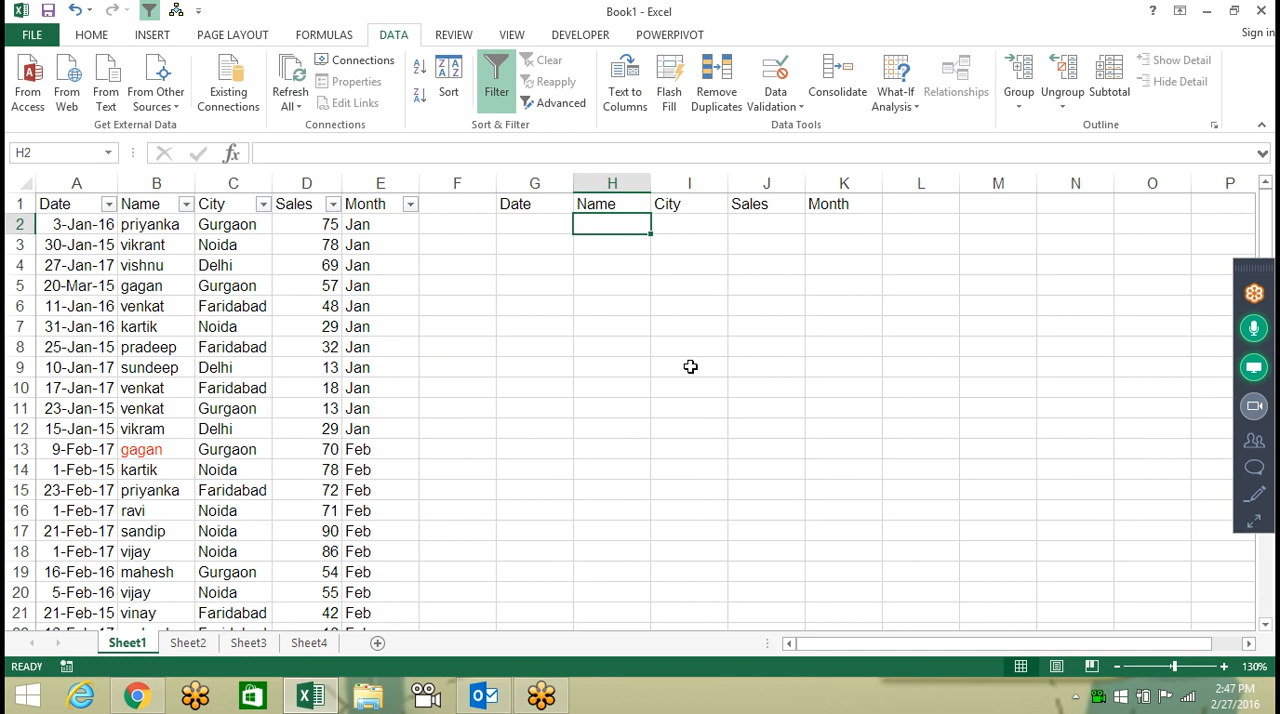 Book1 - Excel
?
Sign in
FILE HOME INSERT PAGE LAYOUT FORMULAS DATA REVIEW VIEW DEVELOPER POWERPIVOT
From Access
From Web
From Text
From Other Sources
Existing Connections
Get External Data
Refresh All
Connections
Properties
Edit Links
Connections
Sort
Filter
Clear
Reapply
Advanced
Sort & Filter
Text to Columns
Flash Fill
Remove Duplicates
Data Validation
Consolidate
What-If Analysis
Relationships
Data Tools
Group
Ungroup
Subtotal
Show Detail
Hide Detail
Outline
H2
fx
A B C D E F G H I J K L M N O P
1 Date Name City Sales Month Date Name City Sales Month
2 3-Jan-16 priyanka Gurgaon 75 Jan
3 30-Jan-15 vikrant Noida 78 Jan
4 27-Jan-17 vishnu Delhi 69 Jan
5 20-Mar-15 gagan Gurgaon 57 Jan
6 11-Jan-16 venkat Faridabad 48 Jan
7 31-Jan-16 kartik Noida 29 Jan
8 25-Jan-15 pradeep Faridabad 32 Jan
9 10-Jan-17 sundeep Delhi 13 Jan
10 17-Jan-17 venkat Faridabad 18 Jan
11 23-Jan-15 venkat Gurgaon 13 Jan
12 15-Jan-15 vikram Delhi 29 Jan
13 9-Feb-17 gagan Gurgaon 70 Feb
14 1-Feb-15 kartik Noida 78 Feb
15 23-Feb-17 priyanka Faridabad 72 Feb
16 1-Feb-17 ravi Noida 71 Feb
17 21-Feb-17 sandip Noida 90 Feb
18 1-Feb-17 vijay Noida 86 Feb
19 16-Feb-16 mahesh Gurgaon 54 Feb
20 5-Feb-16 vijay Noida 55 Feb
21 21-Feb-15 vinay Faridabad 42 Feb
Sheet1 Sheet2 Sheet3 Sheet4
READY
130%
2:47 PM
2/27/2016